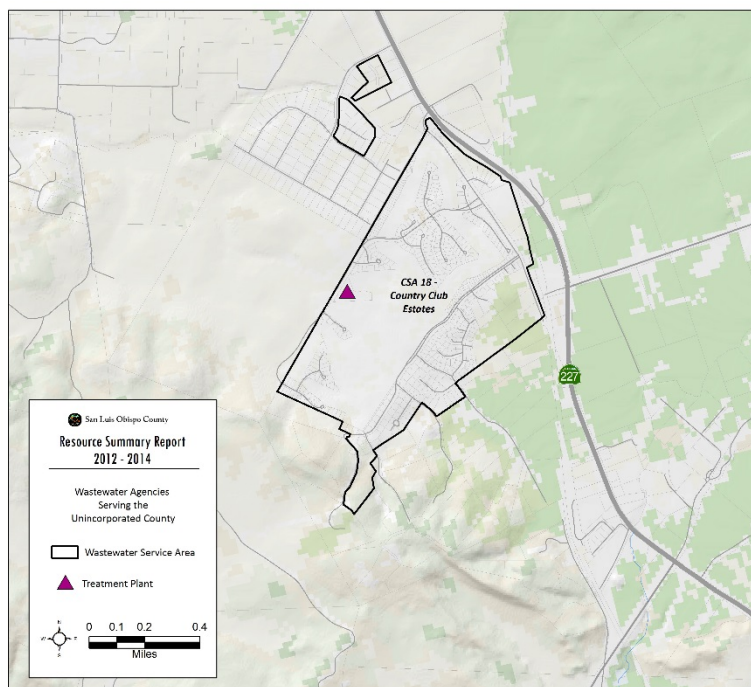 CSA 18 -
Country Club
Estates
227
San Luis Obispo County
Resource Summary Report
2012 - 2014
Wastewater Agencies
Serving the
Unincorporated County
Wastewater Service Area
Treatment Plant
0 0.1 0.2 0.4
Miles